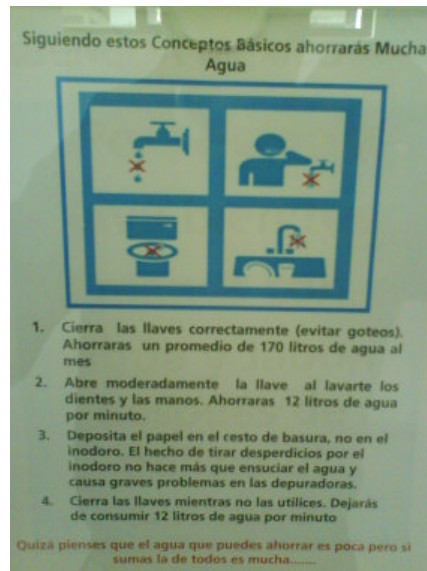 Siguiendo estos Conceptos Básicos ahorrarás Mucha
Agua
1. Cierra las llaves correctamente (evitar goteos).
Ahorraras un promedio de 170 litros de agua al
mes
2. Abre moderadamente la llave al lavarte los
dientes y las manos. Ahorraras 12 litros de agua
por minuto.
3. Deposita el papel en el cesto de basura, no en el
inodoro. El hecho de tirar desperdicios por el
inodoro no hace más que ensuciar el agua y
causa graves problemas en las depuradoras.
4. Cierra las llaves mientras no las utilices. Dejarás
de consumir 12 litros de agua por minuto
Quizá pienses que el agua que puedes ahorrar es poca pero si
sumas la de todos es mucha.......